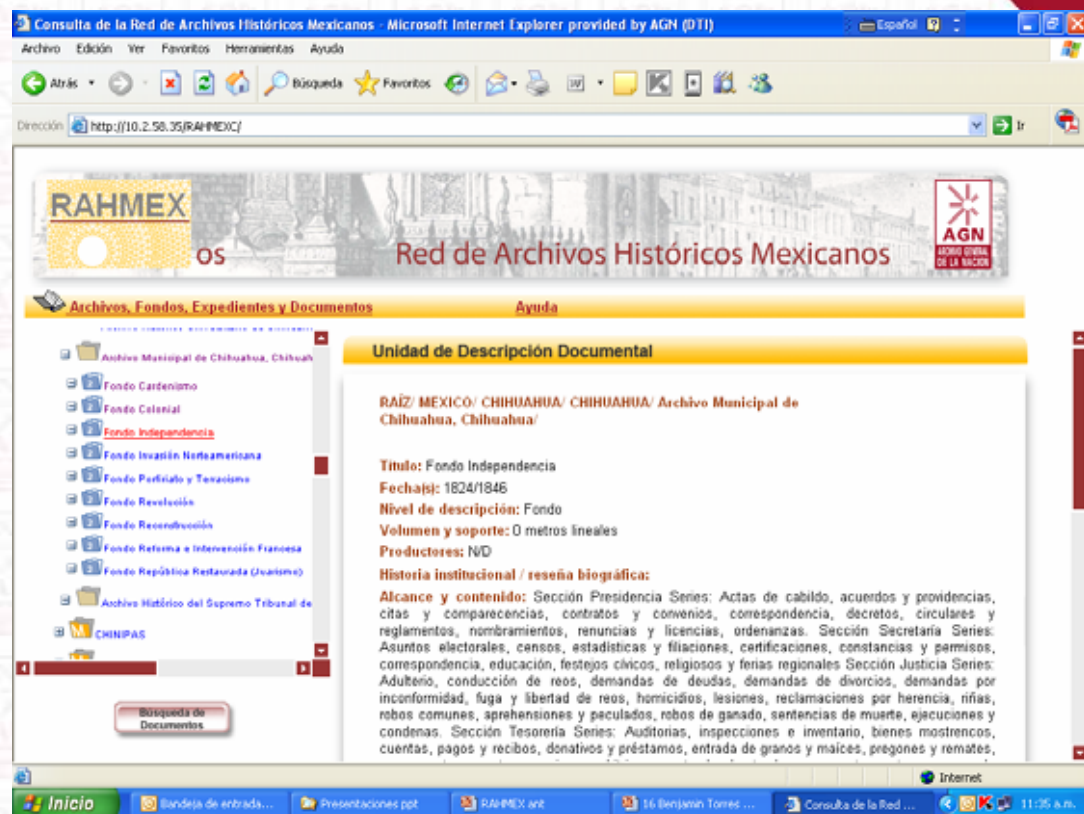 Consulta de la Red de Archivos Históricos Mexicanos - Microsoft Internet Explorer provided by AGN (DTI)
Español
Archivo Edición Ver Favoritos Herramientas Ayuda
Atrás Búsqueda Favoritos
Dirección http://10.2.58.35/RAHMEXC/ Ir
RAHMEX
os Red de Archivos Históricos Mexicanos
AGN
ARCHIVO GENERAL
DE LA NACION
Archivos, Fondos, Expedientes y Documentos Ayuda
Archivo Municipal de Chihuahua, Chihuah
Fondo Cardenismo
Fondo Colonial
Fondo Independencia
Fondo Invasión Norteamericana
Fondo Porfiriato y Terracismo
Fondo Revolución
Fondo Reconstrucción
Fondo Reforma e Intervención Francesa
Fondo República Restaurada (Juarismo)
Archivo Histórico del Supremo Tribunal de
CHINIPAS
Búsqueda de
Documentos
Unidad de Descripción Documental
RAÍZ/ MEXICO/ CHIHUAHUA/ CHIHUAHUA/ Archivo Municipal de
Chihuahua, Chihuahua/
Título: Fondo Independencia
Fecha(s): 1824/1846
Nivel de descripción: Fondo
Volumen y soporte: 0 metros lineales
Productores: N/D
Historia institucional / reseña biográfica:
Alcance y contenido: Sección Presidencia Series: Actas de cabildo, acuerdos y providencias,
citas y comparecencias, contratos y convenios, correspondencia, decretos, circulares y
reglamentos, nombramientos, renuncias y licencias, ordenanzas. Sección Secretaría Series:
Asuntos electorales, censos, estadísticas y filiaciones, certificaciones, constancias y permisos,
correspondencia, educación, festejos cívicos, religiosos y ferias regionales Sección Justicia Series:
Adulterio, conducción de reos, demandas de deudas, demandas de divorcios, demandas por
inconformidad, fuga y libertad de reos, homicidios, lesiones, reclamaciones por herencia, riñas,
robos comunes, aprehensiones y peculados, robos de ganado, sentencias de muerte, ejecuciones y
condenas. Sección Tesorería Series: Auditorias, inspecciones e inventario, bienes mostrencos,
cuentas, pagos y recibos, donativos y préstamos, entrada de granos y maíces, pregones y remates,
Internet
Inicio Bandeja de entrada... Presentaciones ppt RAHMEX ant 16 Benjamin Torres ... Consulta de la Red ... 11:35 a.m.